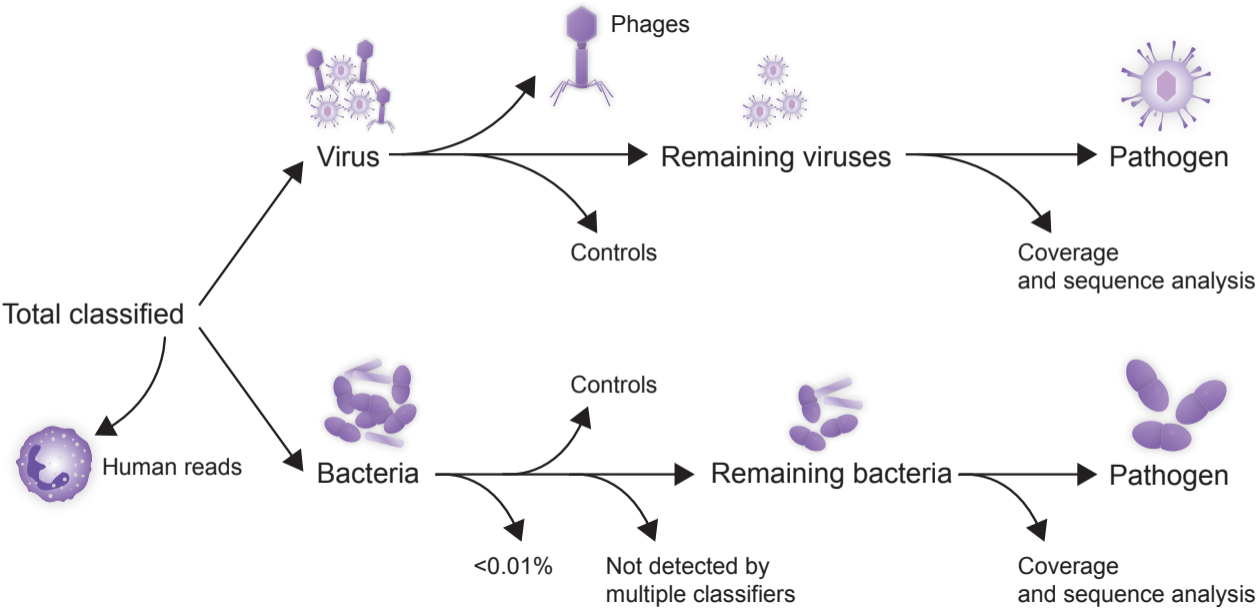 Phages
Virus
Remaining viruses
Pathogen
Controls
Coverage
and sequence analysis
Total classified
Human reads
Controls
Bacteria
Remaining bacteria
Pathogen
<0.01%
Not detected by
multiple classifiers
Coverage
and sequence analysis